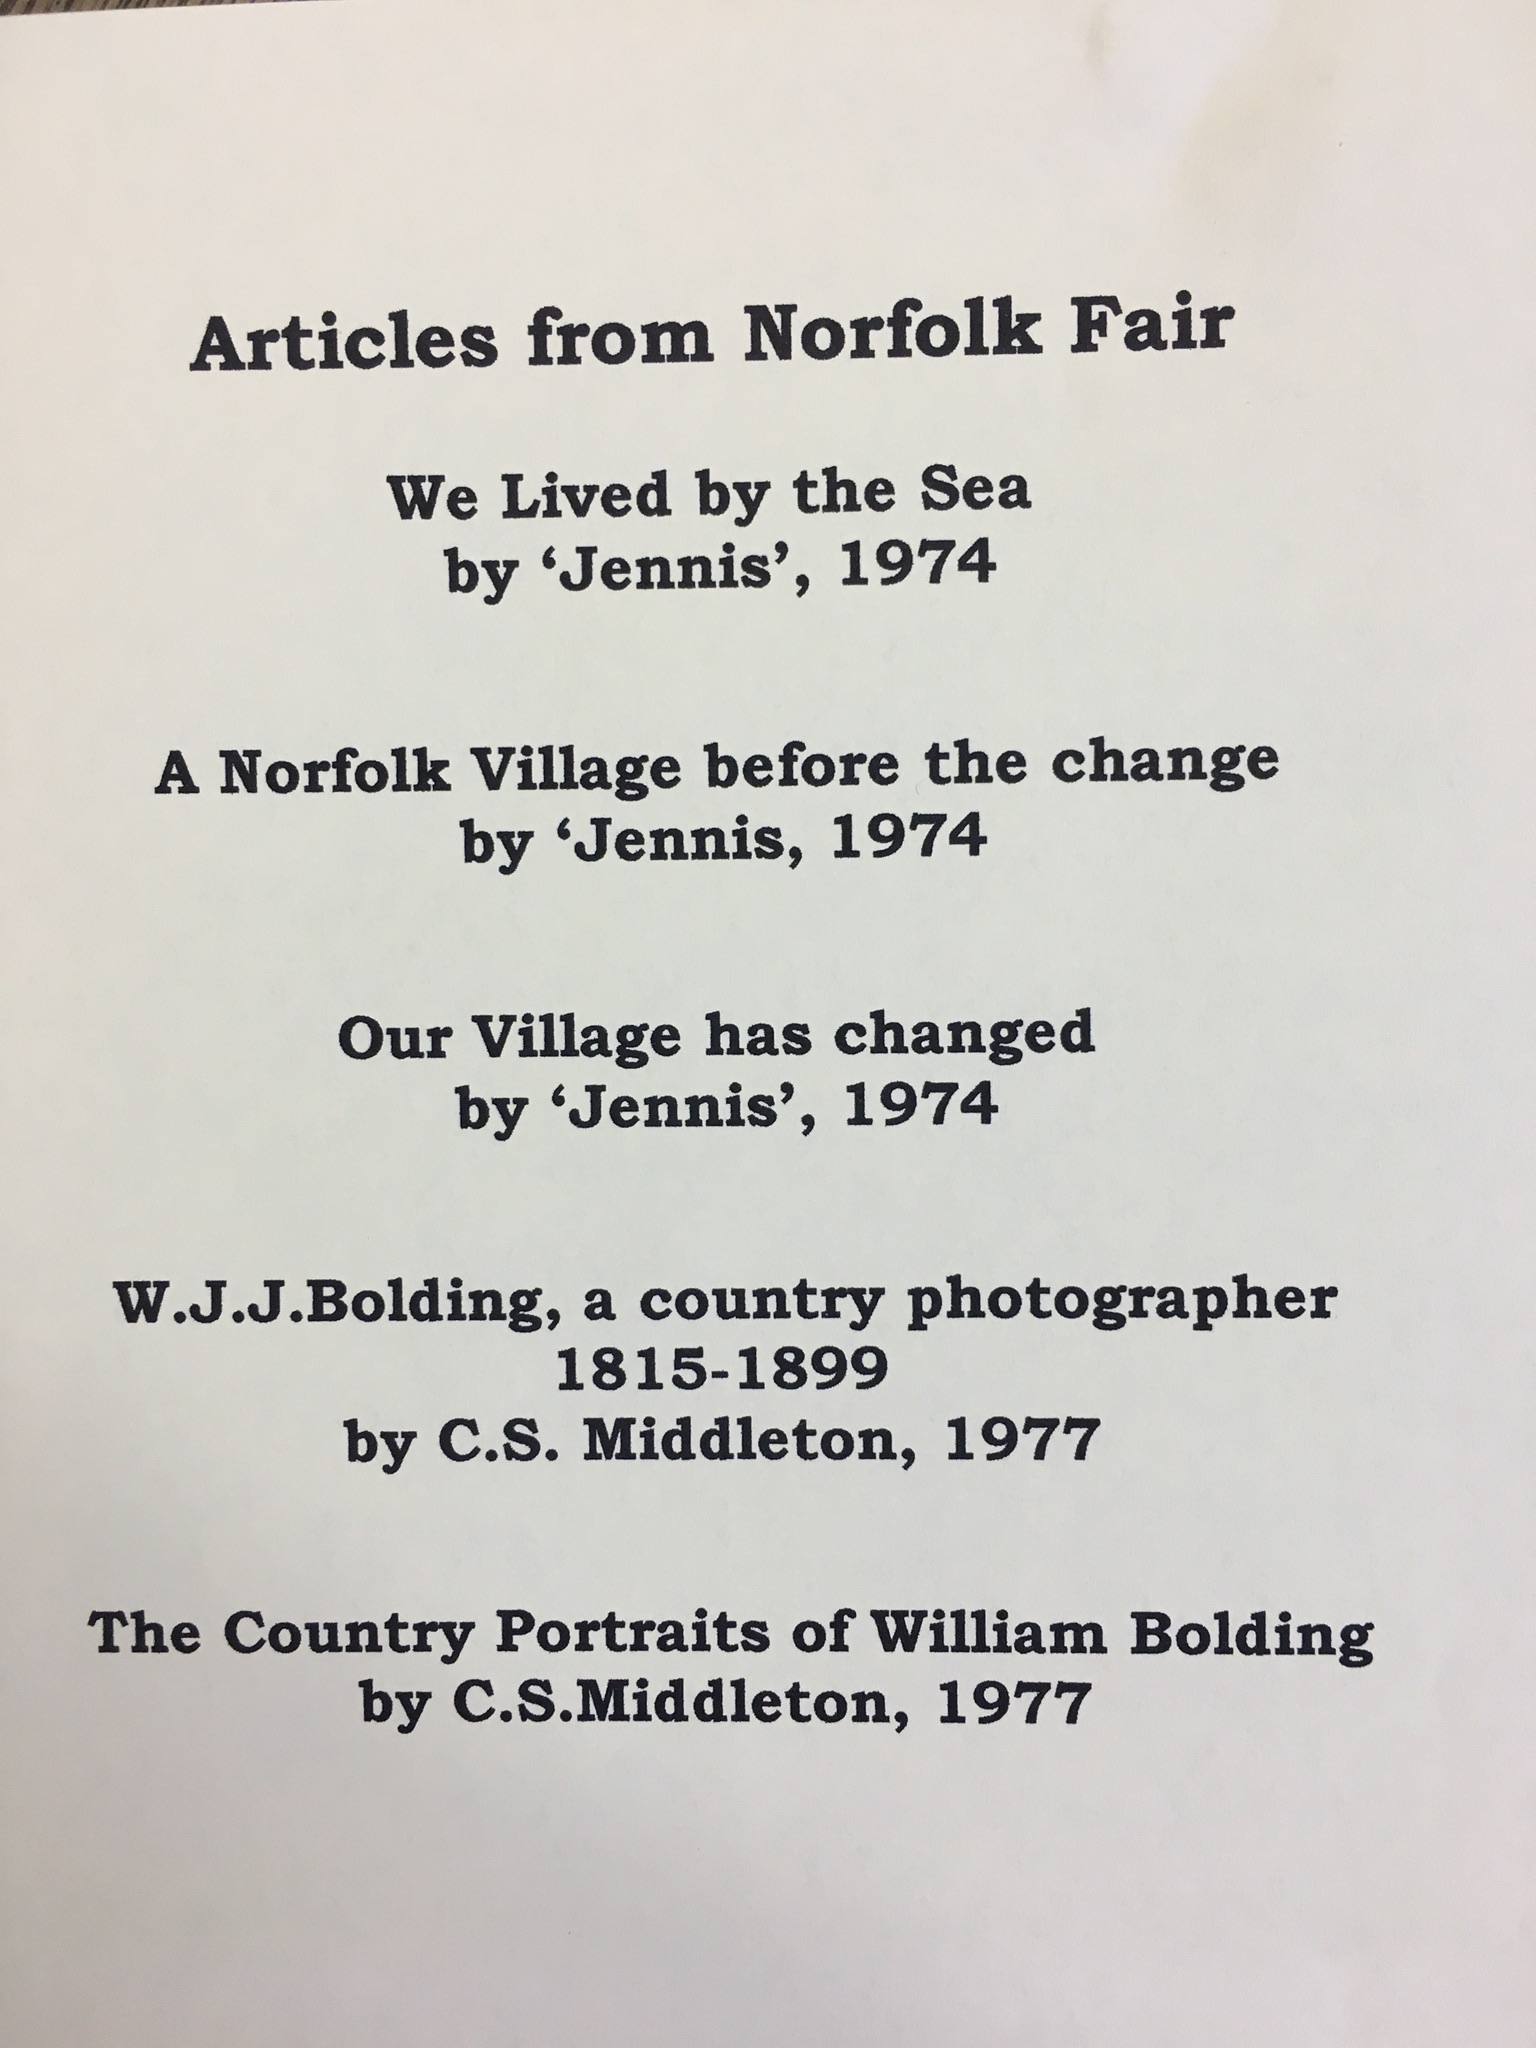 Articles from Norfolk Fair
We Lived by the Sea
by ‘Jennis’, 1974
A Norfolk Village before the change
by ‘Jennis, 1974
Our Village has changed
by ‘Jennis’, 1974
W.J.J.Bolding, a country photographer
1815-1899
by C.S. Middleton, 1977
The Country Portraits of William Bolding
by C.S.Middleton, 1977